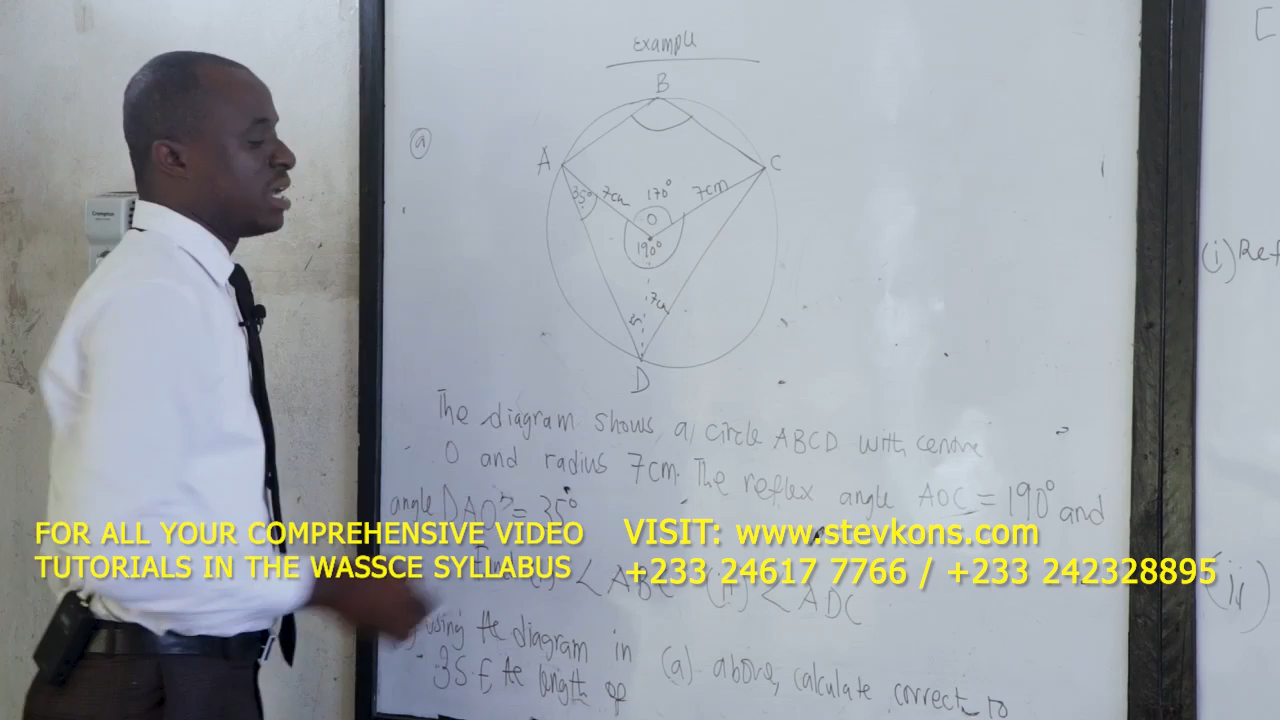 Example
B
(a)
A
C
35° 7cm 170° 7cm
O
190°
7cm
D
The diagram shows a circle ABCD with centre
O and radius 7cm. The reflex angle AOC = 190° and
angle DAO = 35°
FOR ALL YOUR COMPREHENSIVE VIDEO
TUTORIALS IN THE WASSCE SYLLABUS
VISIT: www.stevkons.com
+233 24617 7766 / +233 242328895
Find (i) < ABC (ii) < ADC
using the diagram in (a) above, calculate correct to
3S.F the length of
[
(i) Ref
(ii)